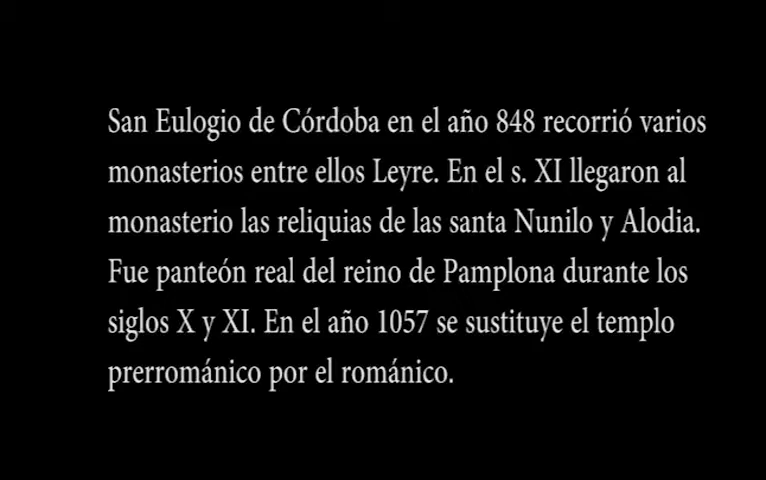 San Eulogio de Córdoba en el año 848 recorrió varios
monasterios entre ellos Leyre. En el s. XI llegaron al
monasterio las reliquias de las santa Nunilo y Alodia.
Fue panteón real del reino de Pamplona durante los
siglos X y XI. En el año 1057 se sustituye el templo
prerrománico por el románico.